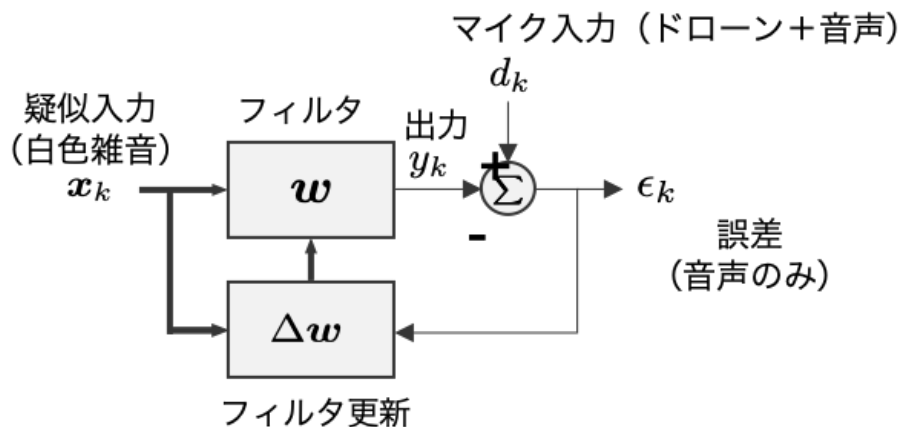 マイク入力（ドローン＋音声）
d_k
疑似入力
（白色雑音）
x_k
フィルタ
w
出力
y_k
+
Σ
-
ϵ_k
誤差
（音声のみ）
Δw
フィルタ更新